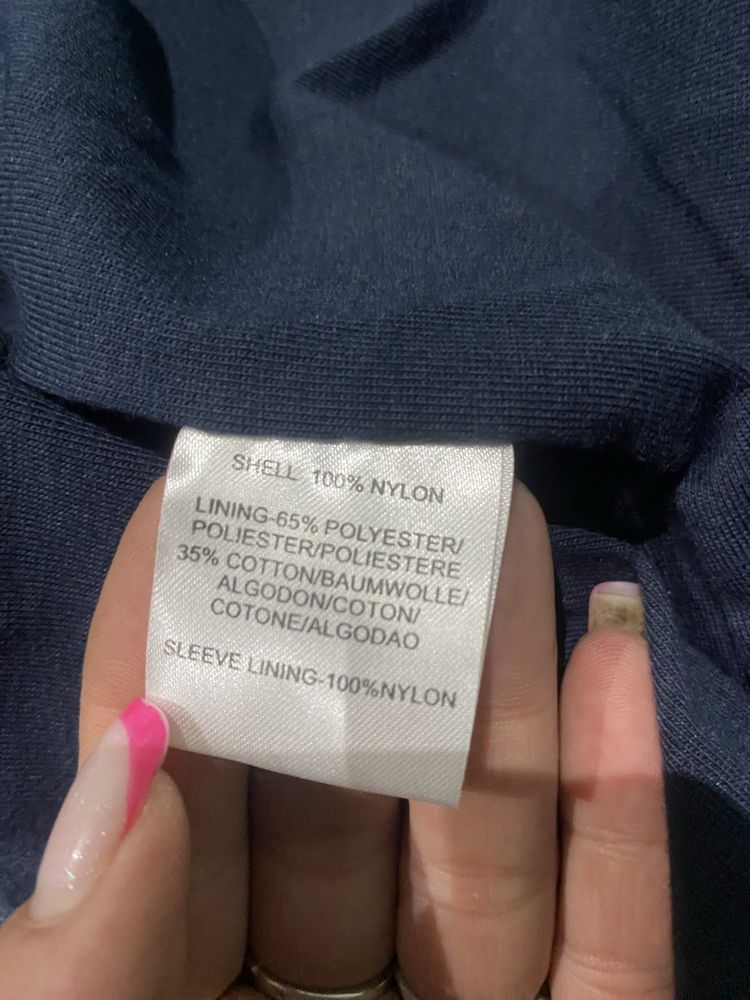 SHELL 100% NYLON
LINING-65% POLYESTER/
POLIESTER/POLIESTERE
35% COTTON/BAUMWOLLE/
ALGODON/COTON/
COTONE/ALGODAO
SLEEVE LINING-100%NYLON